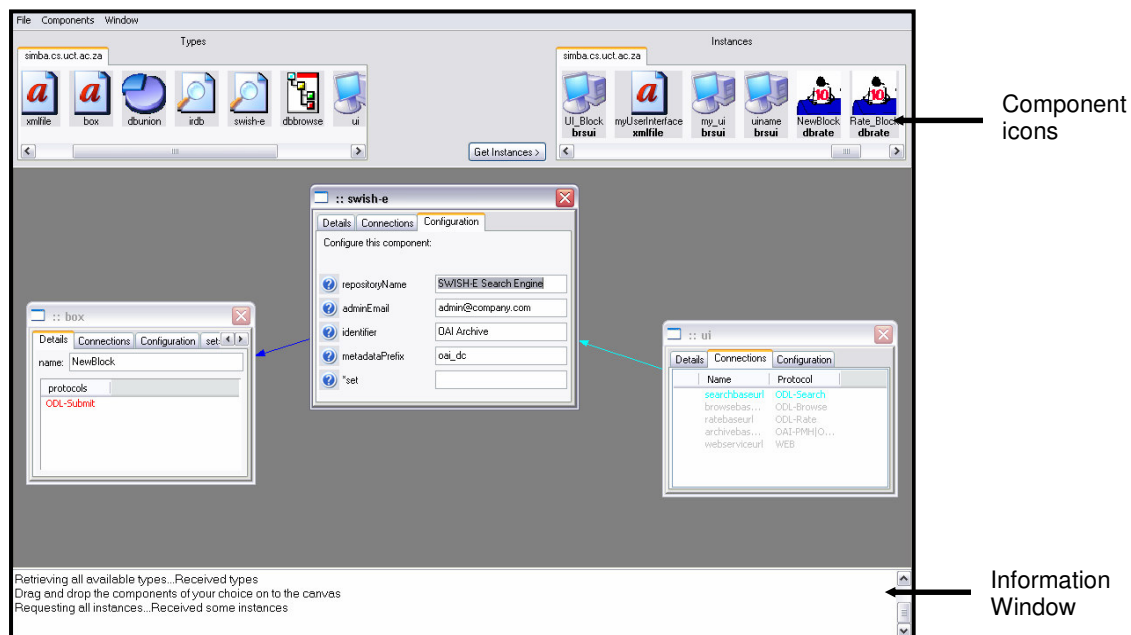 File Components Window
Types
simba.cs.uct.ac.za
xmlfile box dbunion irdb swish-e dbbrowse ui
Get Instances >
Instances
simba.cs.uct.ac.za
UI_Block myUserInterface my_ui uiname NewBlock Rate_Block
brsui xmlfile brsui brsui dbrate dbrate
Component
icons
:: swish-e
Details Connections Configuration
Configure this component:
repositoryName SWISH-E Search Engine
adminEmail admin@company.com
identifier OAI Archive
metadataPrefix oai_dc
*set
:: box
Details Connections Configuration set
name: NewBlock
protocols
ODL-Submit
:: ui
Details Connections Configuration
Name Protocol
searchbaseurl ODL-Search
browsebas... ODL-Browse
ratebaseurl ODL-Rate
archivebas... OAI-PMH|O...
webserviceurl WEB
Retrieving all available types...Received types
Drag and drop the components of your choice on to the canvas
Requesting all instances...Received some instances
Information
Window